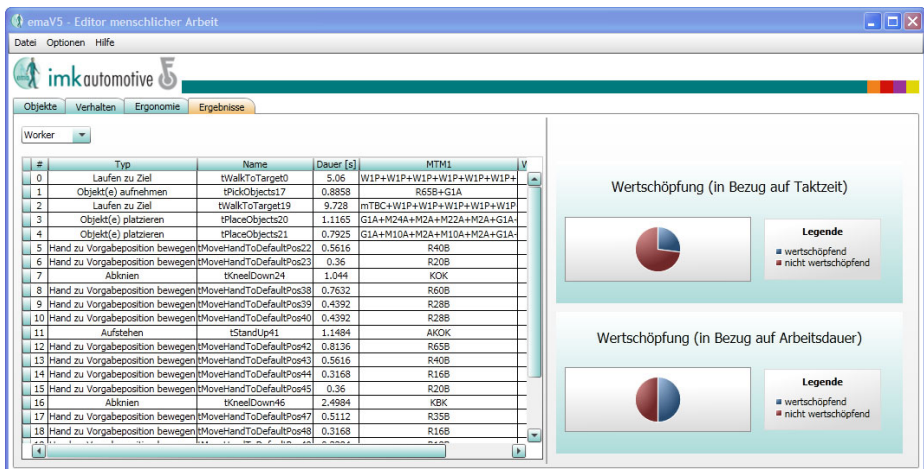 emaV5 - Editor menschlicher Arbeit
Datei Optionen Hilfe
ema imk automotive
Objekte Verhalten Ergonomie Ergebnisse
Worker
# Typ Name Dauer [s] MTM1
0 Laufen zu Ziel tWalkToTarget0 5.06 W1P+W1P+W1P+W1P+W1P+W1P+
1 Objekt(e) aufnehmen tPickObjects17 0.8858 R65B+G1A
2 Laufen zu Ziel tWalkToTarget19 9.728 mTBC+W1P+W1P+W1P+W1P+W1P
3 Objekt(e) platzieren tPlaceObjects20 1.1165 G1A+M24A+M2A+M22A+M2A+G1A-
4 Objekt(e) platzieren tPlaceObjects21 0.7925 G1A+M10A+M2A+M10A+M2A+G1A-
5 Hand zu Vorgabeposition bewegen tMoveHandToDefaultPos22 0.5616 R40B
6 Hand zu Vorgabeposition bewegen tMoveHandToDefaultPos23 0.36 R20B
7 Abknien tKneelDown24 1.044 KOK
8 Hand zu Vorgabeposition bewegen tMoveHandToDefaultPos38 0.7632 R60B
9 Hand zu Vorgabeposition bewegen tMoveHandToDefaultPos39 0.4392 R28B
10 Hand zu Vorgabeposition bewegen tMoveHandToDefaultPos40 0.4392 R28B
11 Aufstehen tStandUp41 1.1484 AKOK
12 Hand zu Vorgabeposition bewegen tMoveHandToDefaultPos42 0.8136 R65B
13 Hand zu Vorgabeposition bewegen tMoveHandToDefaultPos43 0.5616 R40B
14 Hand zu Vorgabeposition bewegen tMoveHandToDefaultPos44 0.3168 R16B
15 Hand zu Vorgabeposition bewegen tMoveHandToDefaultPos45 0.36 R20B
16 Abknien tKneelDown46 2.4984 KBK
17 Hand zu Vorgabeposition bewegen tMoveHandToDefaultPos47 0.5112 R35B
18 Hand zu Vorgabeposition bewegen tMoveHandToDefaultPos48 0.3168 R16B
Wertschöpfung (in Bezug auf Taktzeit)
Legende
wertschöpfend
nicht wertschöpfend
Wertschöpfung (in Bezug auf Arbeitsdauer)
Legende
wertschöpfend
nicht wertschöpfend